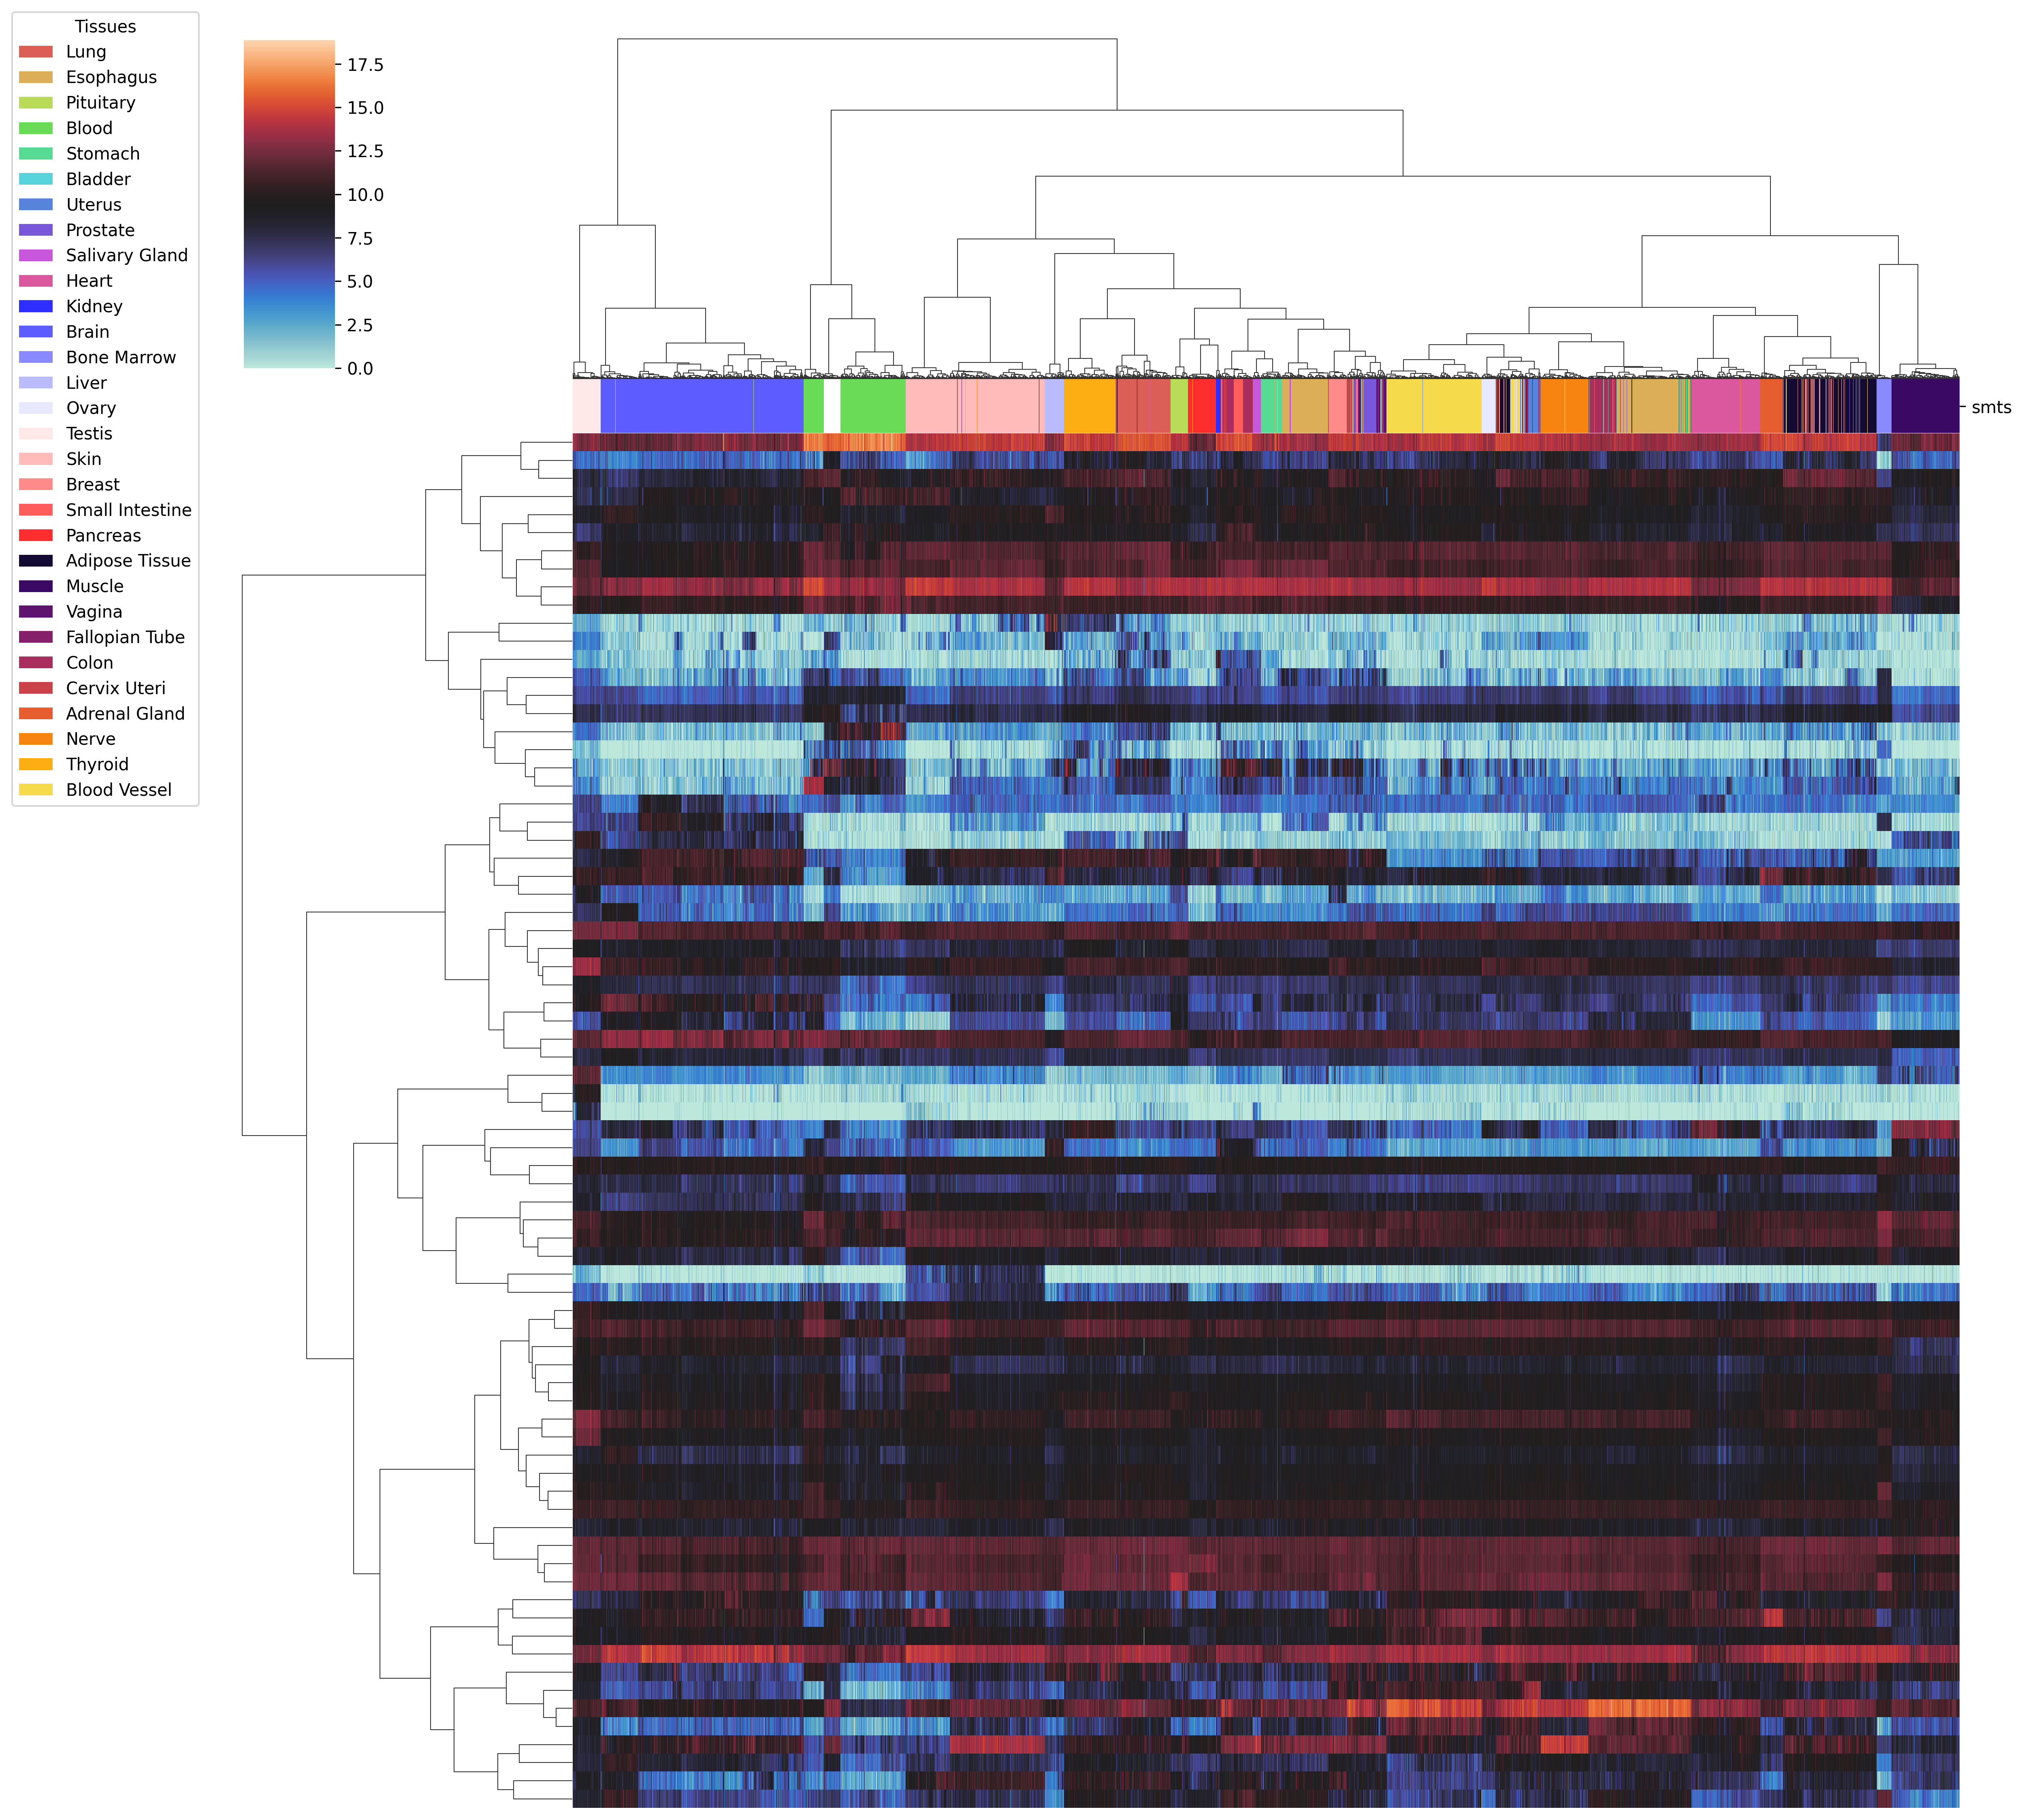 Tissues
Lung
Esophagus
Pituitary
Blood
Stomach
Bladder
Uterus
Prostate
Salivary Gland
Heart
Kidney
Brain
Bone Marrow
Liver
Ovary
Testis
Skin
Breast
Small Intestine
Pancreas
Adipose Tissue
Muscle
Vagina
Fallopian Tube
Colon
Cervix Uteri
Adrenal Gland
Nerve
Thyroid
Blood Vessel
17.5
15.0
12.5
10.0
7.5
5.0
2.5
0.0
smts